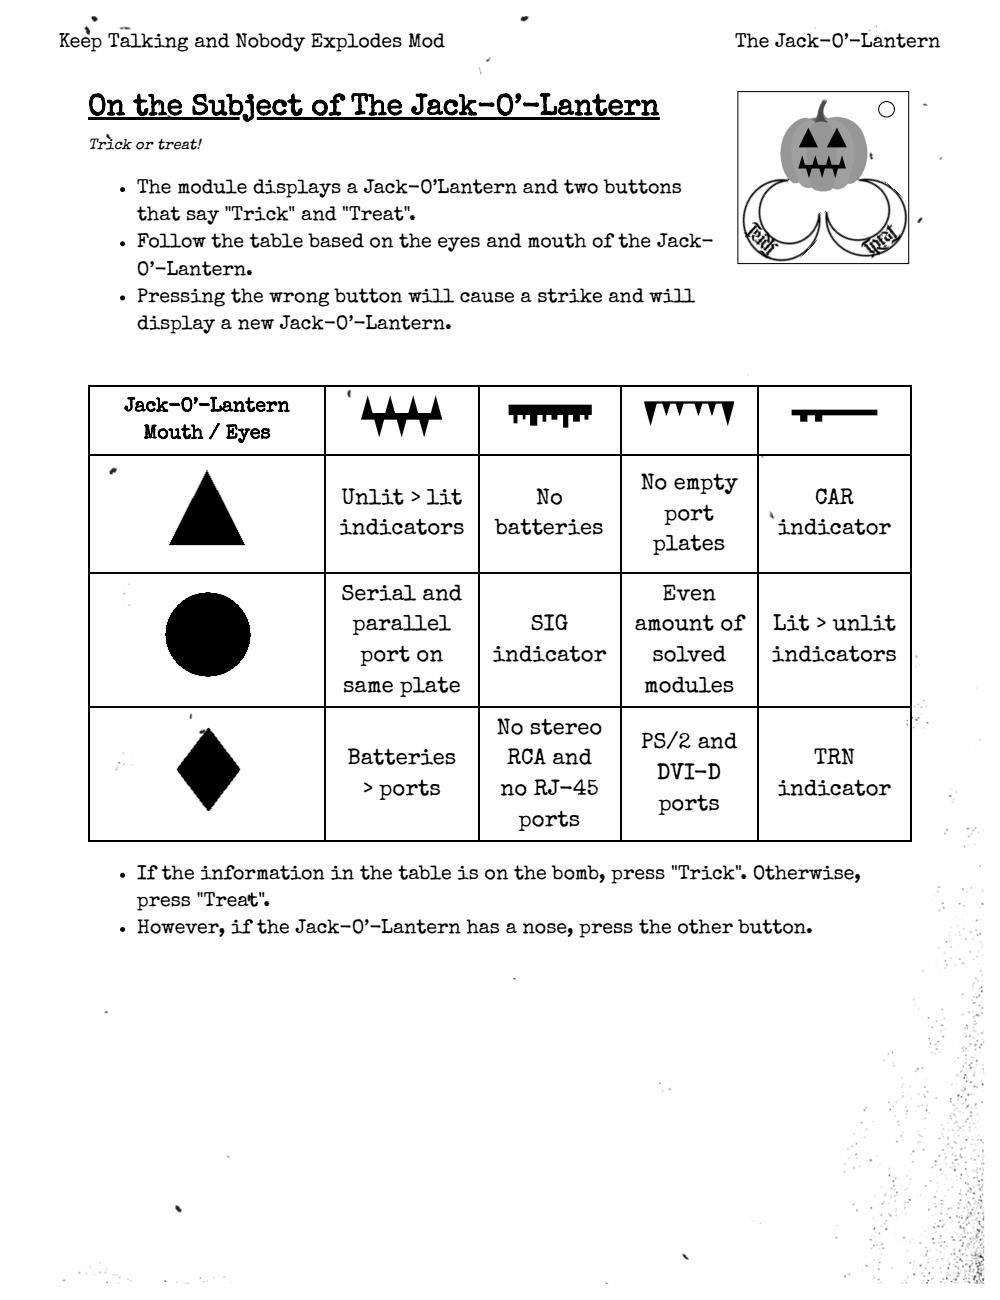 Keep Talking and Nobody Explodes Mod
The Jack-O'-Lantern
On the Subject of The Jack-O'-Lantern
Trick or treat!
• The module displays a Jack-O'Lantern and two buttons
that say "Trick" and "Treat".
• Follow the table based on the eyes and mouth of the Jack-
O'-Lantern.
• Pressing the wrong button will cause a strike and will
display a new Jack-O'-Lantern.
Jack-O'-Lantern
Mouth / Eyes
Unlit > lit
indicators
No
batteries
No empty
port
plates
CAR
indicator
Serial and
parallel
port on
same plate
SIG
indicator
Even
amount of
solved
modules
Lit > unlit
indicators
Batteries
> ports
No stereo
RCA and
no RJ-45
ports
PS/2 and
DVI-D
ports
TRN
indicator
• If the information in the table is on the bomb, press "Trick". Otherwise,
press "Treat".
• However, if the Jack-O'-Lantern has a nose, press the other button.